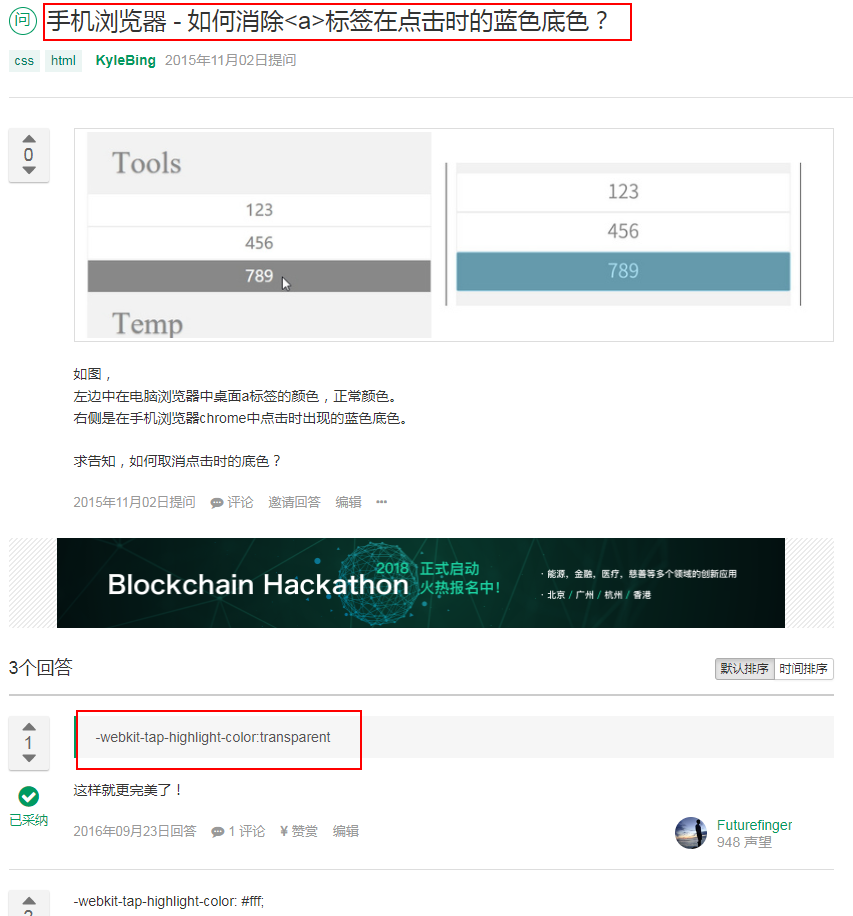 问 手机浏览器 - 如何消除<a>标签在点击时的蓝色底色？
css html KyleBing 2015年11月02日提问
0
Tools
123
456
789
Temp
123
456
789
如图，
左边中在电脑浏览器中桌面a标签的颜色，正常颜色。
右侧是在手机浏览器chrome中点击时出现的蓝色底色。
求告知，如何取消点击时的底色？
2015年11月02日提问 评论 邀请回答 编辑
Blockchain Hackathon
2018 正式启动
火热报名中!
· 能源，金融，医疗，慈善等多个领域的创新应用
· 北京 / 广州 / 杭州 / 香港
3个回答
默认排序 时间排序
1
-webkit-tap-highlight-color:transparent
已采纳
这样就更完美了！
2016年09月23日回答 1 评论 ¥ 赞赏 编辑
Futurefinger
948 声望
-webkit-tap-highlight-color: #fff;